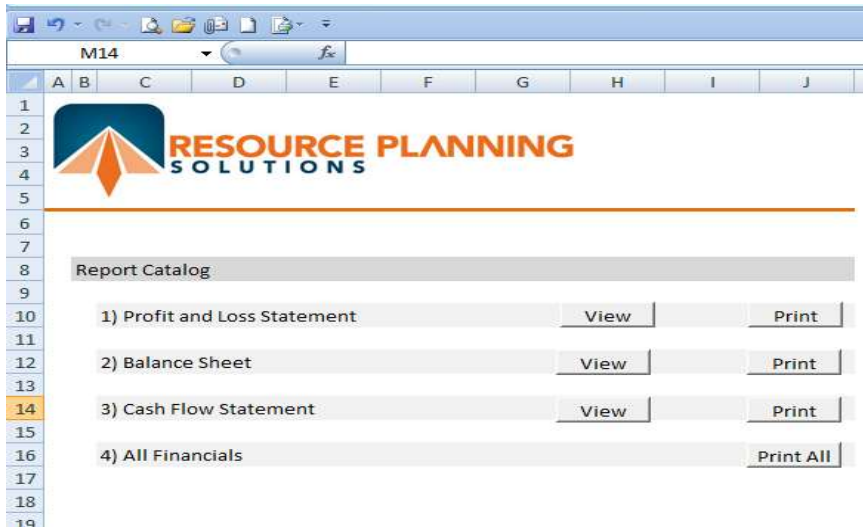 M14 fx
A B C D E F G H I J
1
2
3 RESOURCE PLANNING
4 SOLUTIONS
5
6
7
8 Report Catalog
9
10 1) Profit and Loss Statement View Print
11
12 2) Balance Sheet View Print
13
14 3) Cash Flow Statement View Print
15
16 4) All Financials Print All
17
18
19